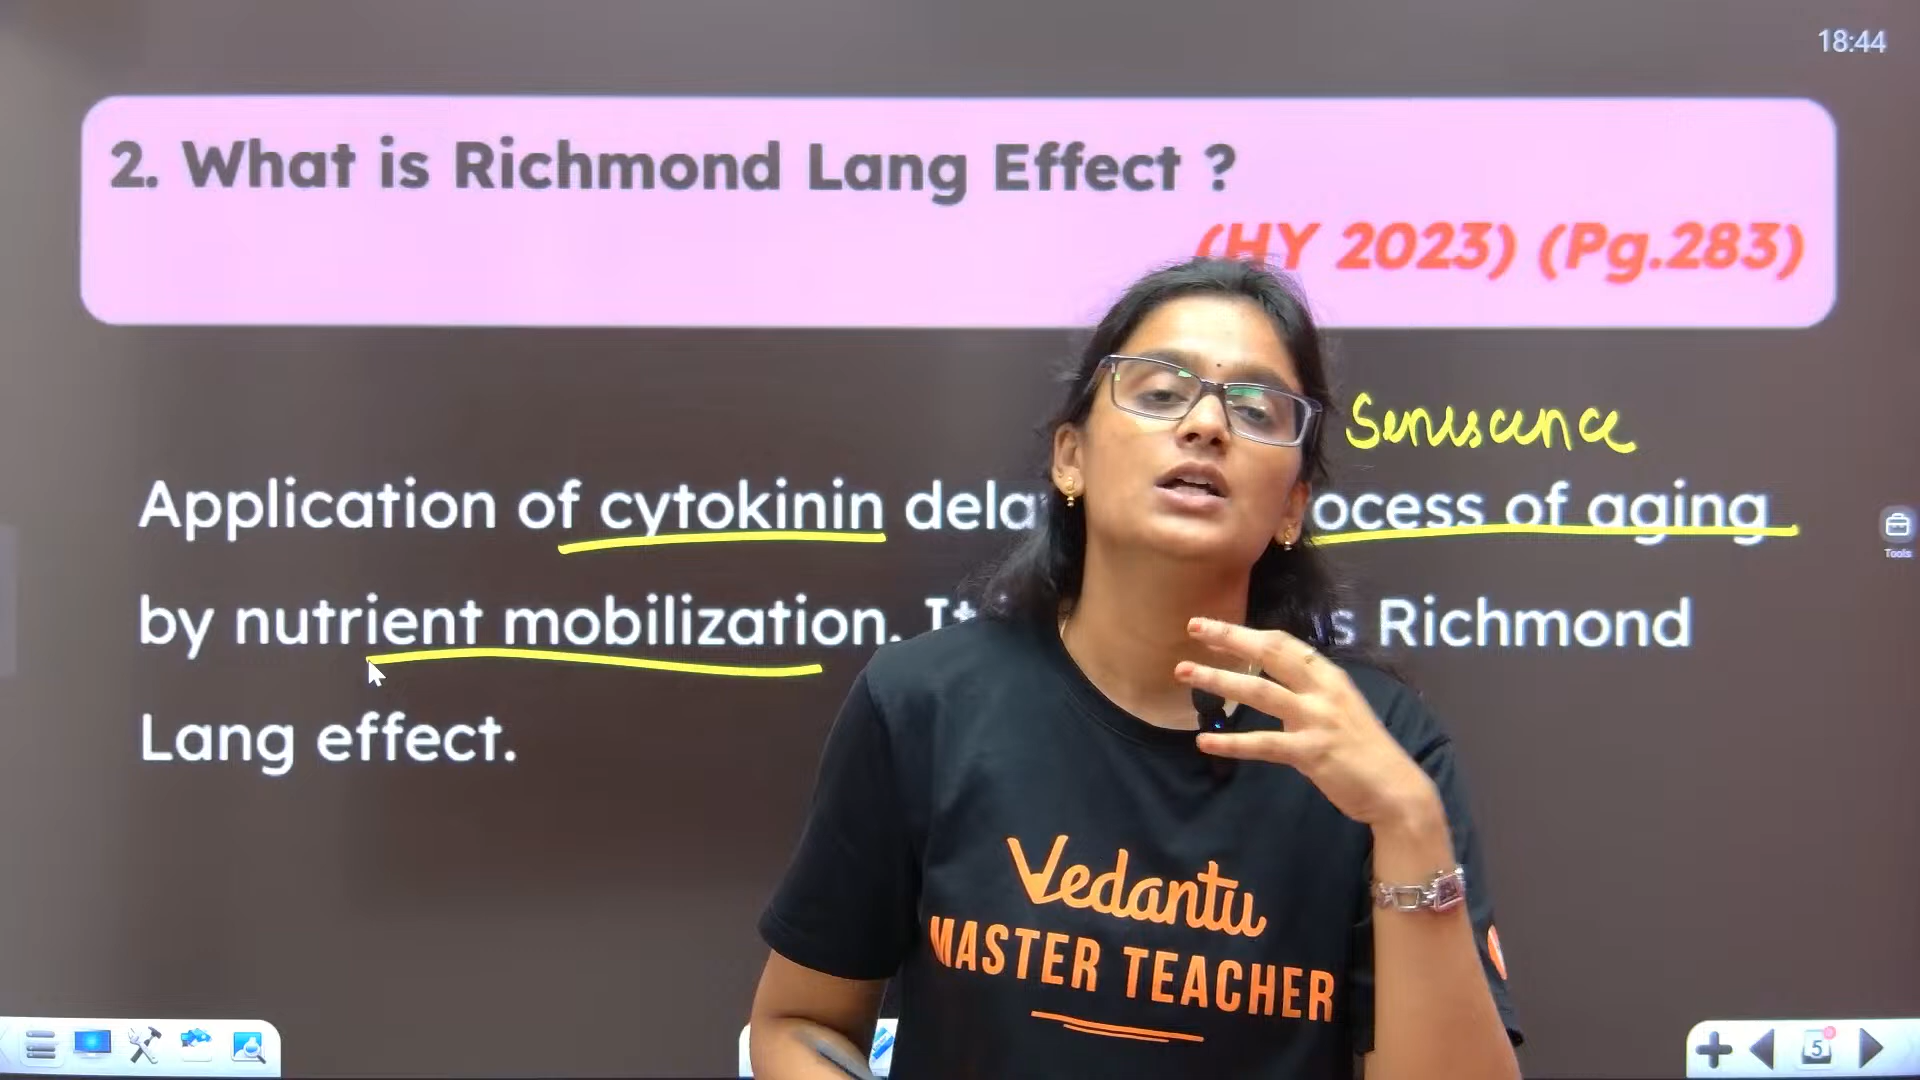 18:44
2. What is Richmond Lang Effect ?
(HY 2023) (Pg.283)
Seniscence
Application of cytokinin dela ocess of aging
by nutrient mobilization. It s Richmond
Lang effect.
Tools
Vedantu
MASTER TEACHER
5